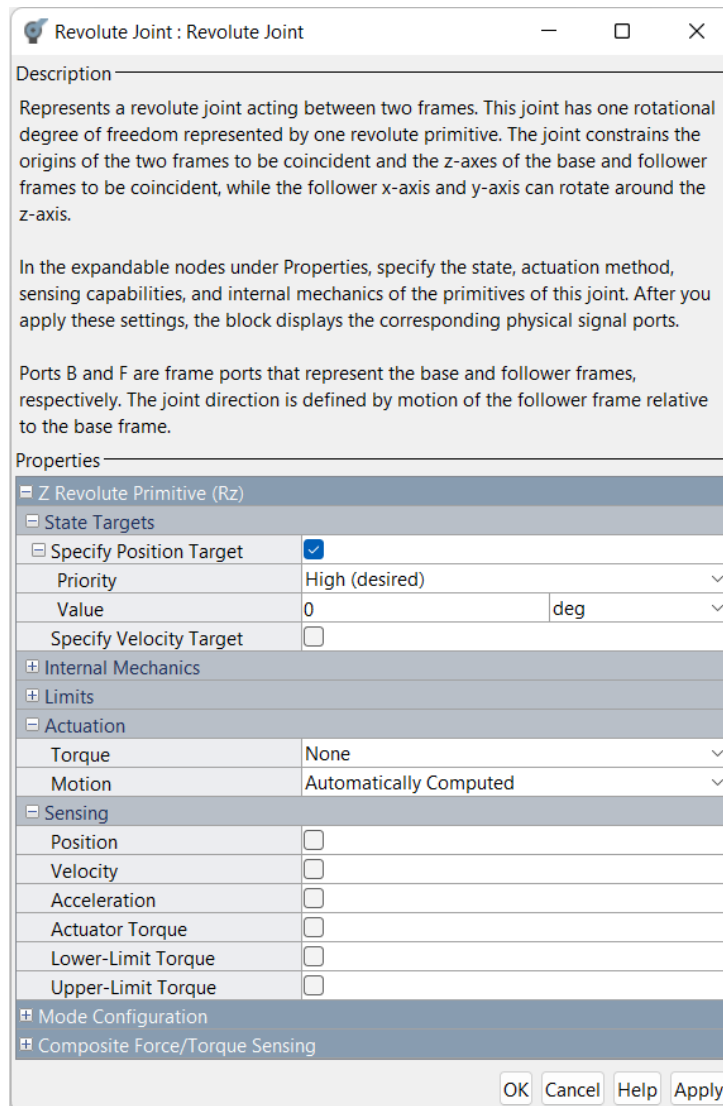 Revolute Joint : Revolute Joint
Description
Represents a revolute joint acting between two frames. This joint has one rotational
degree of freedom represented by one revolute primitive. The joint constrains the
origins of the two frames to be coincident and the z-axes of the base and follower
frames to be coincident, while the follower x-axis and y-axis can rotate around the
z-axis.
In the expandable nodes under Properties, specify the state, actuation method,
sensing capabilities, and internal mechanics of the primitives of this joint. After you
apply these settings, the block displays the corresponding physical signal ports.
Ports B and F are frame ports that represent the base and follower frames,
respectively. The joint direction is defined by motion of the follower frame relative
to the base frame.
Properties
Z Revolute Primitive (Rz)
State Targets
Specify Position Target
Priority High (desired)
Value 0 deg
Specify Velocity Target
Internal Mechanics
Limits
Actuation
Torque None
Motion Automatically Computed
Sensing
Position
Velocity
Acceleration
Actuator Torque
Lower-Limit Torque
Upper-Limit Torque
Mode Configuration
Composite Force/Torque Sensing
OK Cancel Help Apply